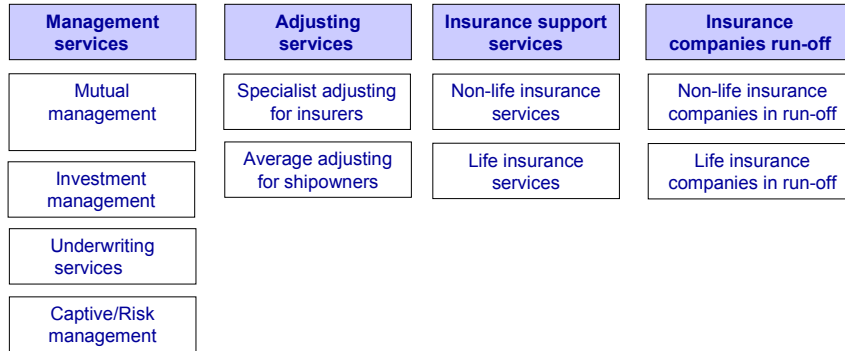 Management
services
Mutual
management
Investment
management
Underwriting
services
Captive/Risk
management
Adjusting
services
Specialist adjusting
for insurers
Average adjusting
for shipowners
Insurance support
services
Non-life insurance
services
Life insurance
services
Insurance
companies run-off
Non-life insurance
companies in run-off
Life insurance
companies in run-off